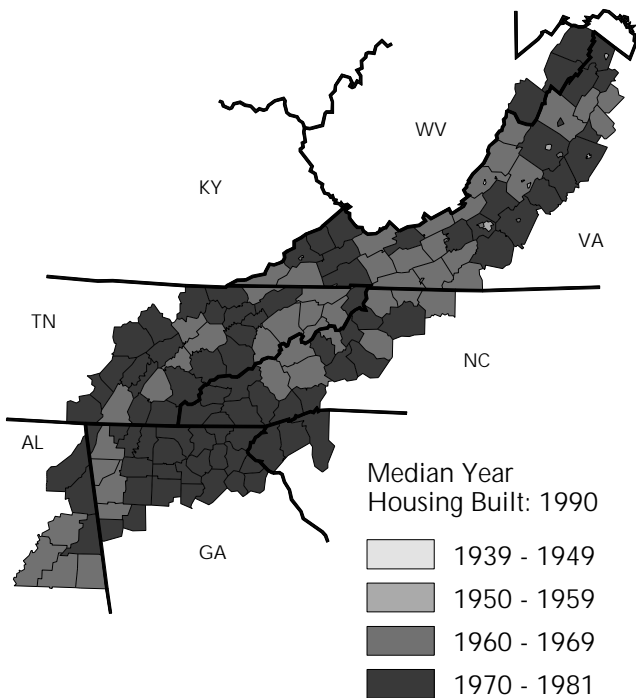 WV
KY
VA
TN
NC
AL
GA
Median Year
Housing Built: 1990
1939 - 1949
1950 - 1959
1960 - 1969
1970 - 1981